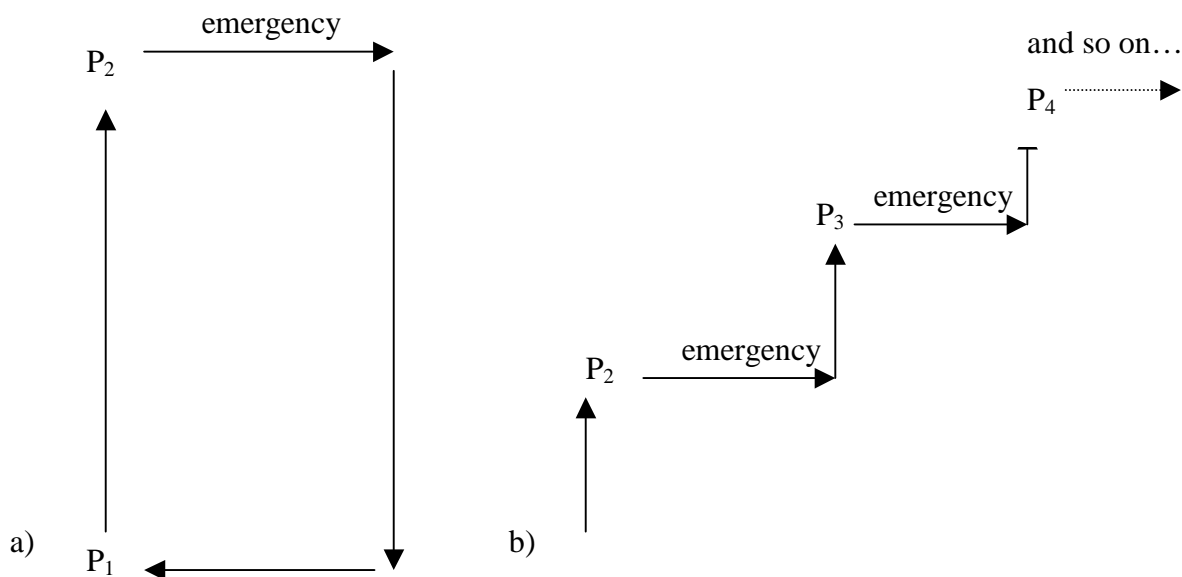 emergency
P₂
a)
P₁
and so on…
P₄
emergency
P₃
emergency
P₂
b)